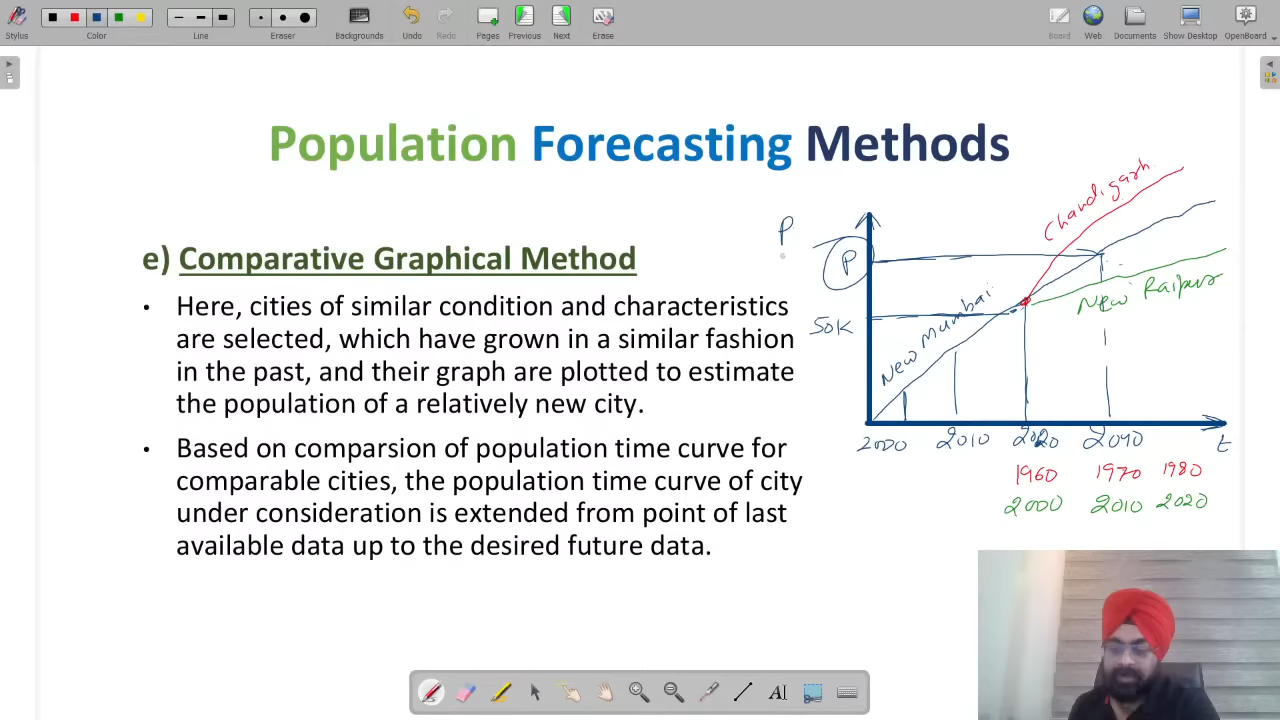 Stylus
Color
Line
Eraser
Backgrounds
Undo
Redo
Pages
Previous
Next
Erase
Board
Web
Documents
Show Desktop
OpenBoard
Population Forecasting Methods
e) Comparative Graphical Method
• Here, cities of similar condition and characteristics
are selected, which have grown in a similar fashion
in the past, and their graph are plotted to estimate
the population of a relatively new city.
• Based on comparsion of population time curve for
comparable cities, the population time curve of city
under consideration is extended from point of last
available data up to the desired future data.
P
P
50K
Chandigarh
New Mumbai
New Raipur
2000 2010 2020 2040 t
1960 1970 1980
2000 2010 2020
AI